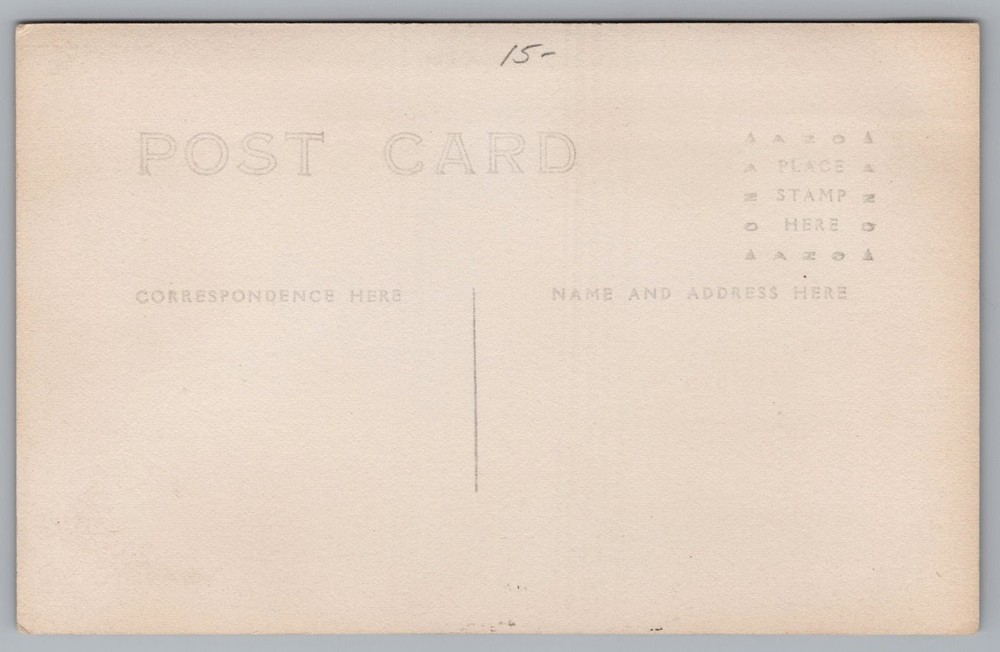 15-
POST CARD
▲ A Z O ▲
A PLACE A
Z STAMP Z
O HERE O
▲ A Z O ▲
CORRESPONDENCE HERE
NAME AND ADDRESS HERE